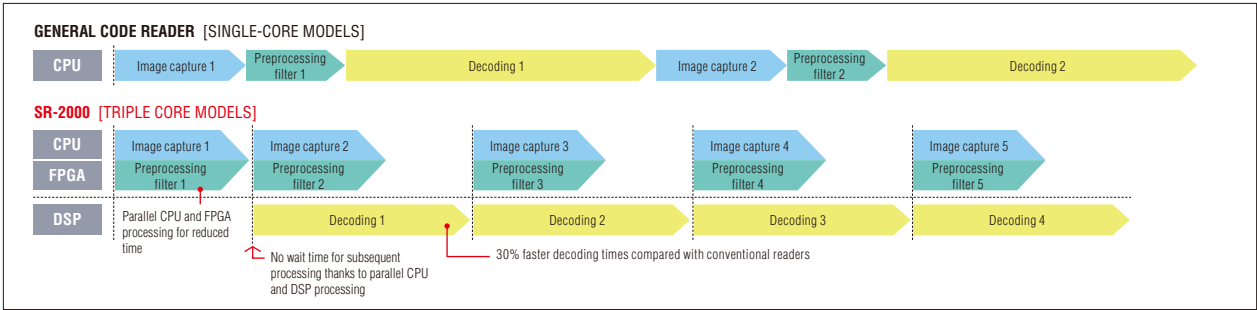 GENERAL CODE READER [SINGLE-CORE MODELS]
CPU
Image capture 1
Preprocessing
filter 1
Decoding 1
Image capture 2
Preprocessing
filter 2
Decoding 2
SR-2000 [TRIPLE CORE MODELS]
CPU
Image capture 1
Image capture 2
Image capture 3
Image capture 4
Image capture 5
FPGA
Preprocessing
filter 1
Preprocessing
filter 2
Preprocessing
filter 3
Preprocessing
filter 4
Preprocessing
filter 5
DSP
Parallel CPU and FPGA
processing for reduced
time
Decoding 1
Decoding 2
Decoding 3
Decoding 4
No wait time for subsequent
processing thanks to parallel CPU
and DSP processing
30% faster decoding times compared with conventional readers